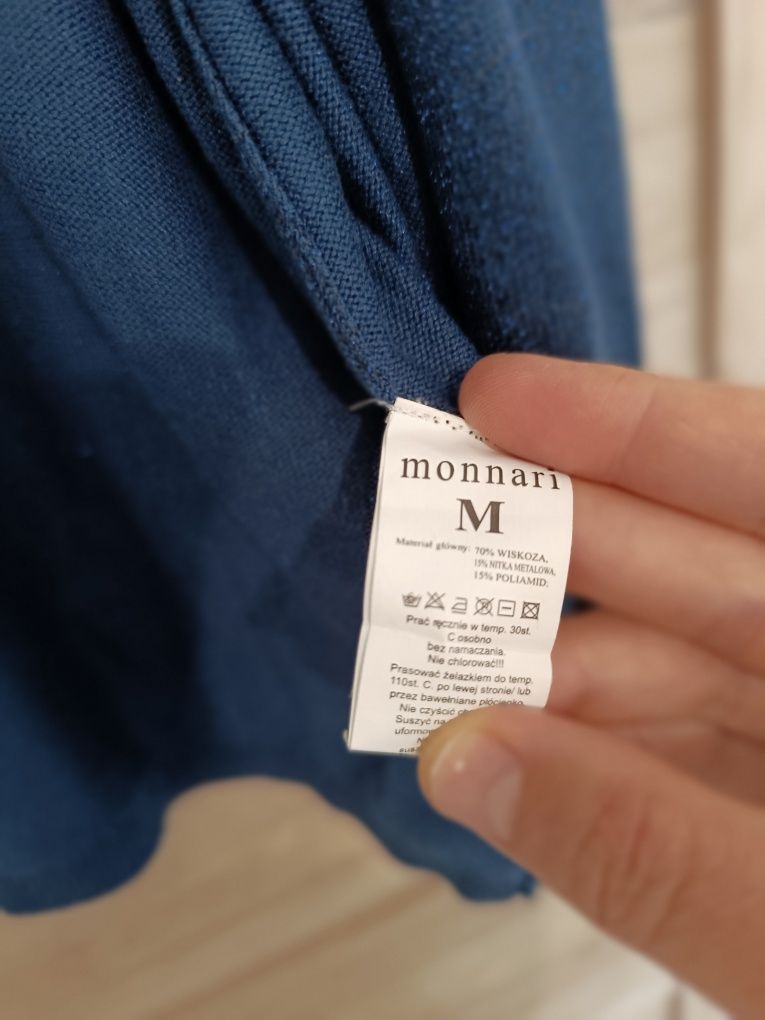 monnari
M
Materiał główny: 70% WISKOZA,
15% NITKA METALOWA,
15% POLIAMID;
Prać ręcznie w temp. 30st.
C osobno
bez namaczania.
Nie chlorować!!!
Prasować żelazkiem do temp.
110st. C. po lewej stronie/ lub
przez bawełniane płócienko
Nie czyścić
Suszyć